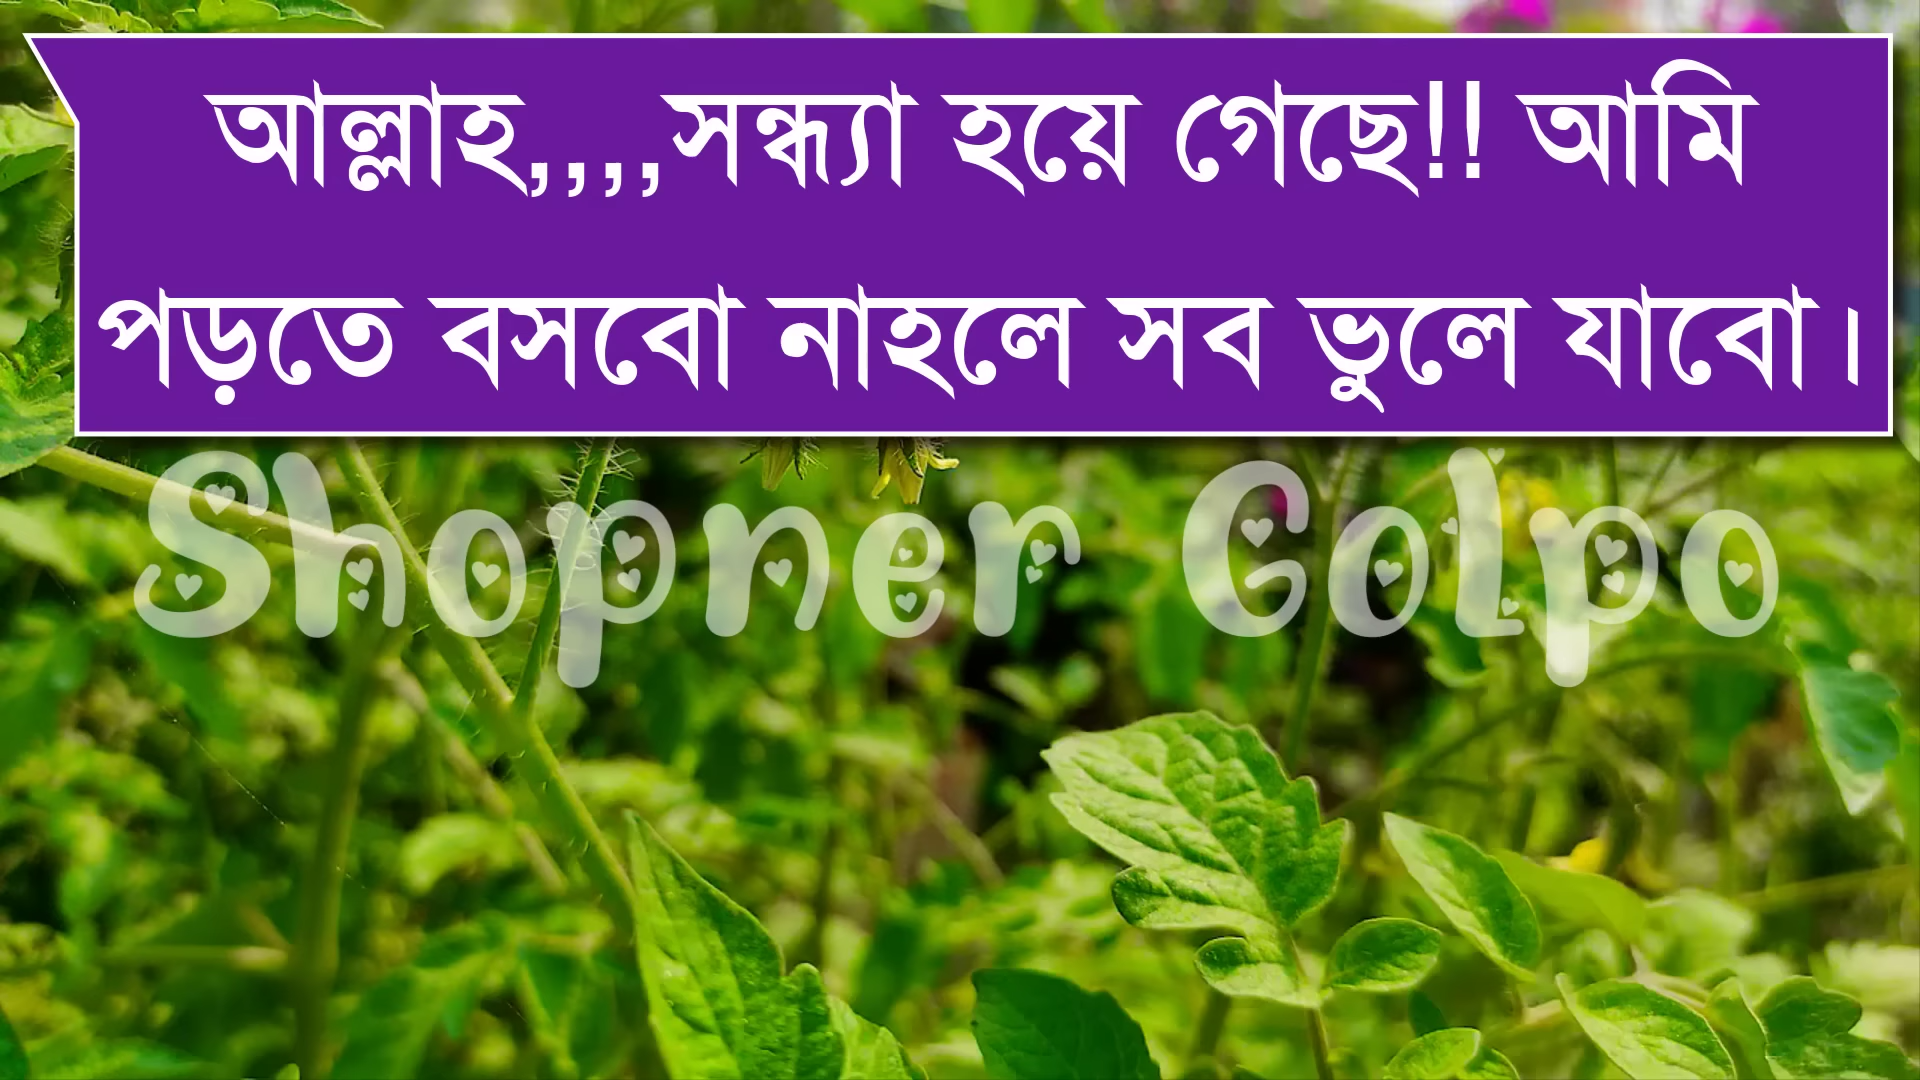 আল্লাহ,,,,সন্ধ্যা হয়ে গেছে!! আমি
পড়তে বসবো নাহলে সব ভুলে যাবো।
Shopner Golpo